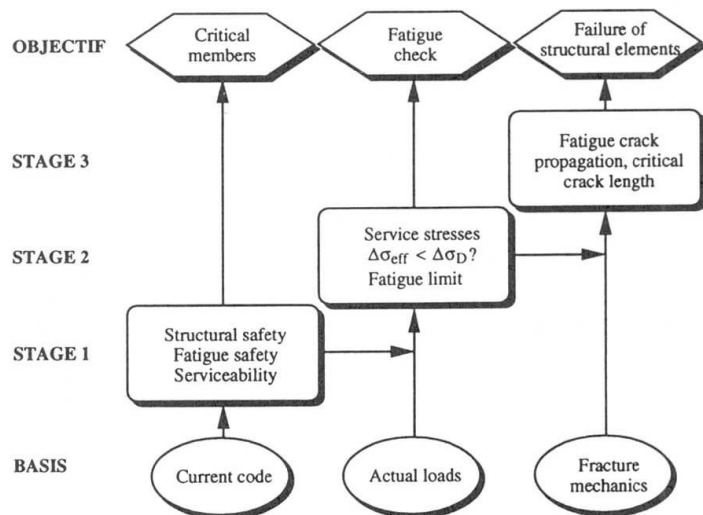 OBJECTIF
Critical
members
Fatigue
check
Failure of
structural elements
STAGE 3
Fatigue crack
propagation, critical
crack length
STAGE 2
Service stresses
Δσeff < ΔσD?
Fatigue limit
STAGE 1
Structural safety
Fatigue safety
Serviceability
BASIS
Current code
Actual loads
Fracture
mechanics